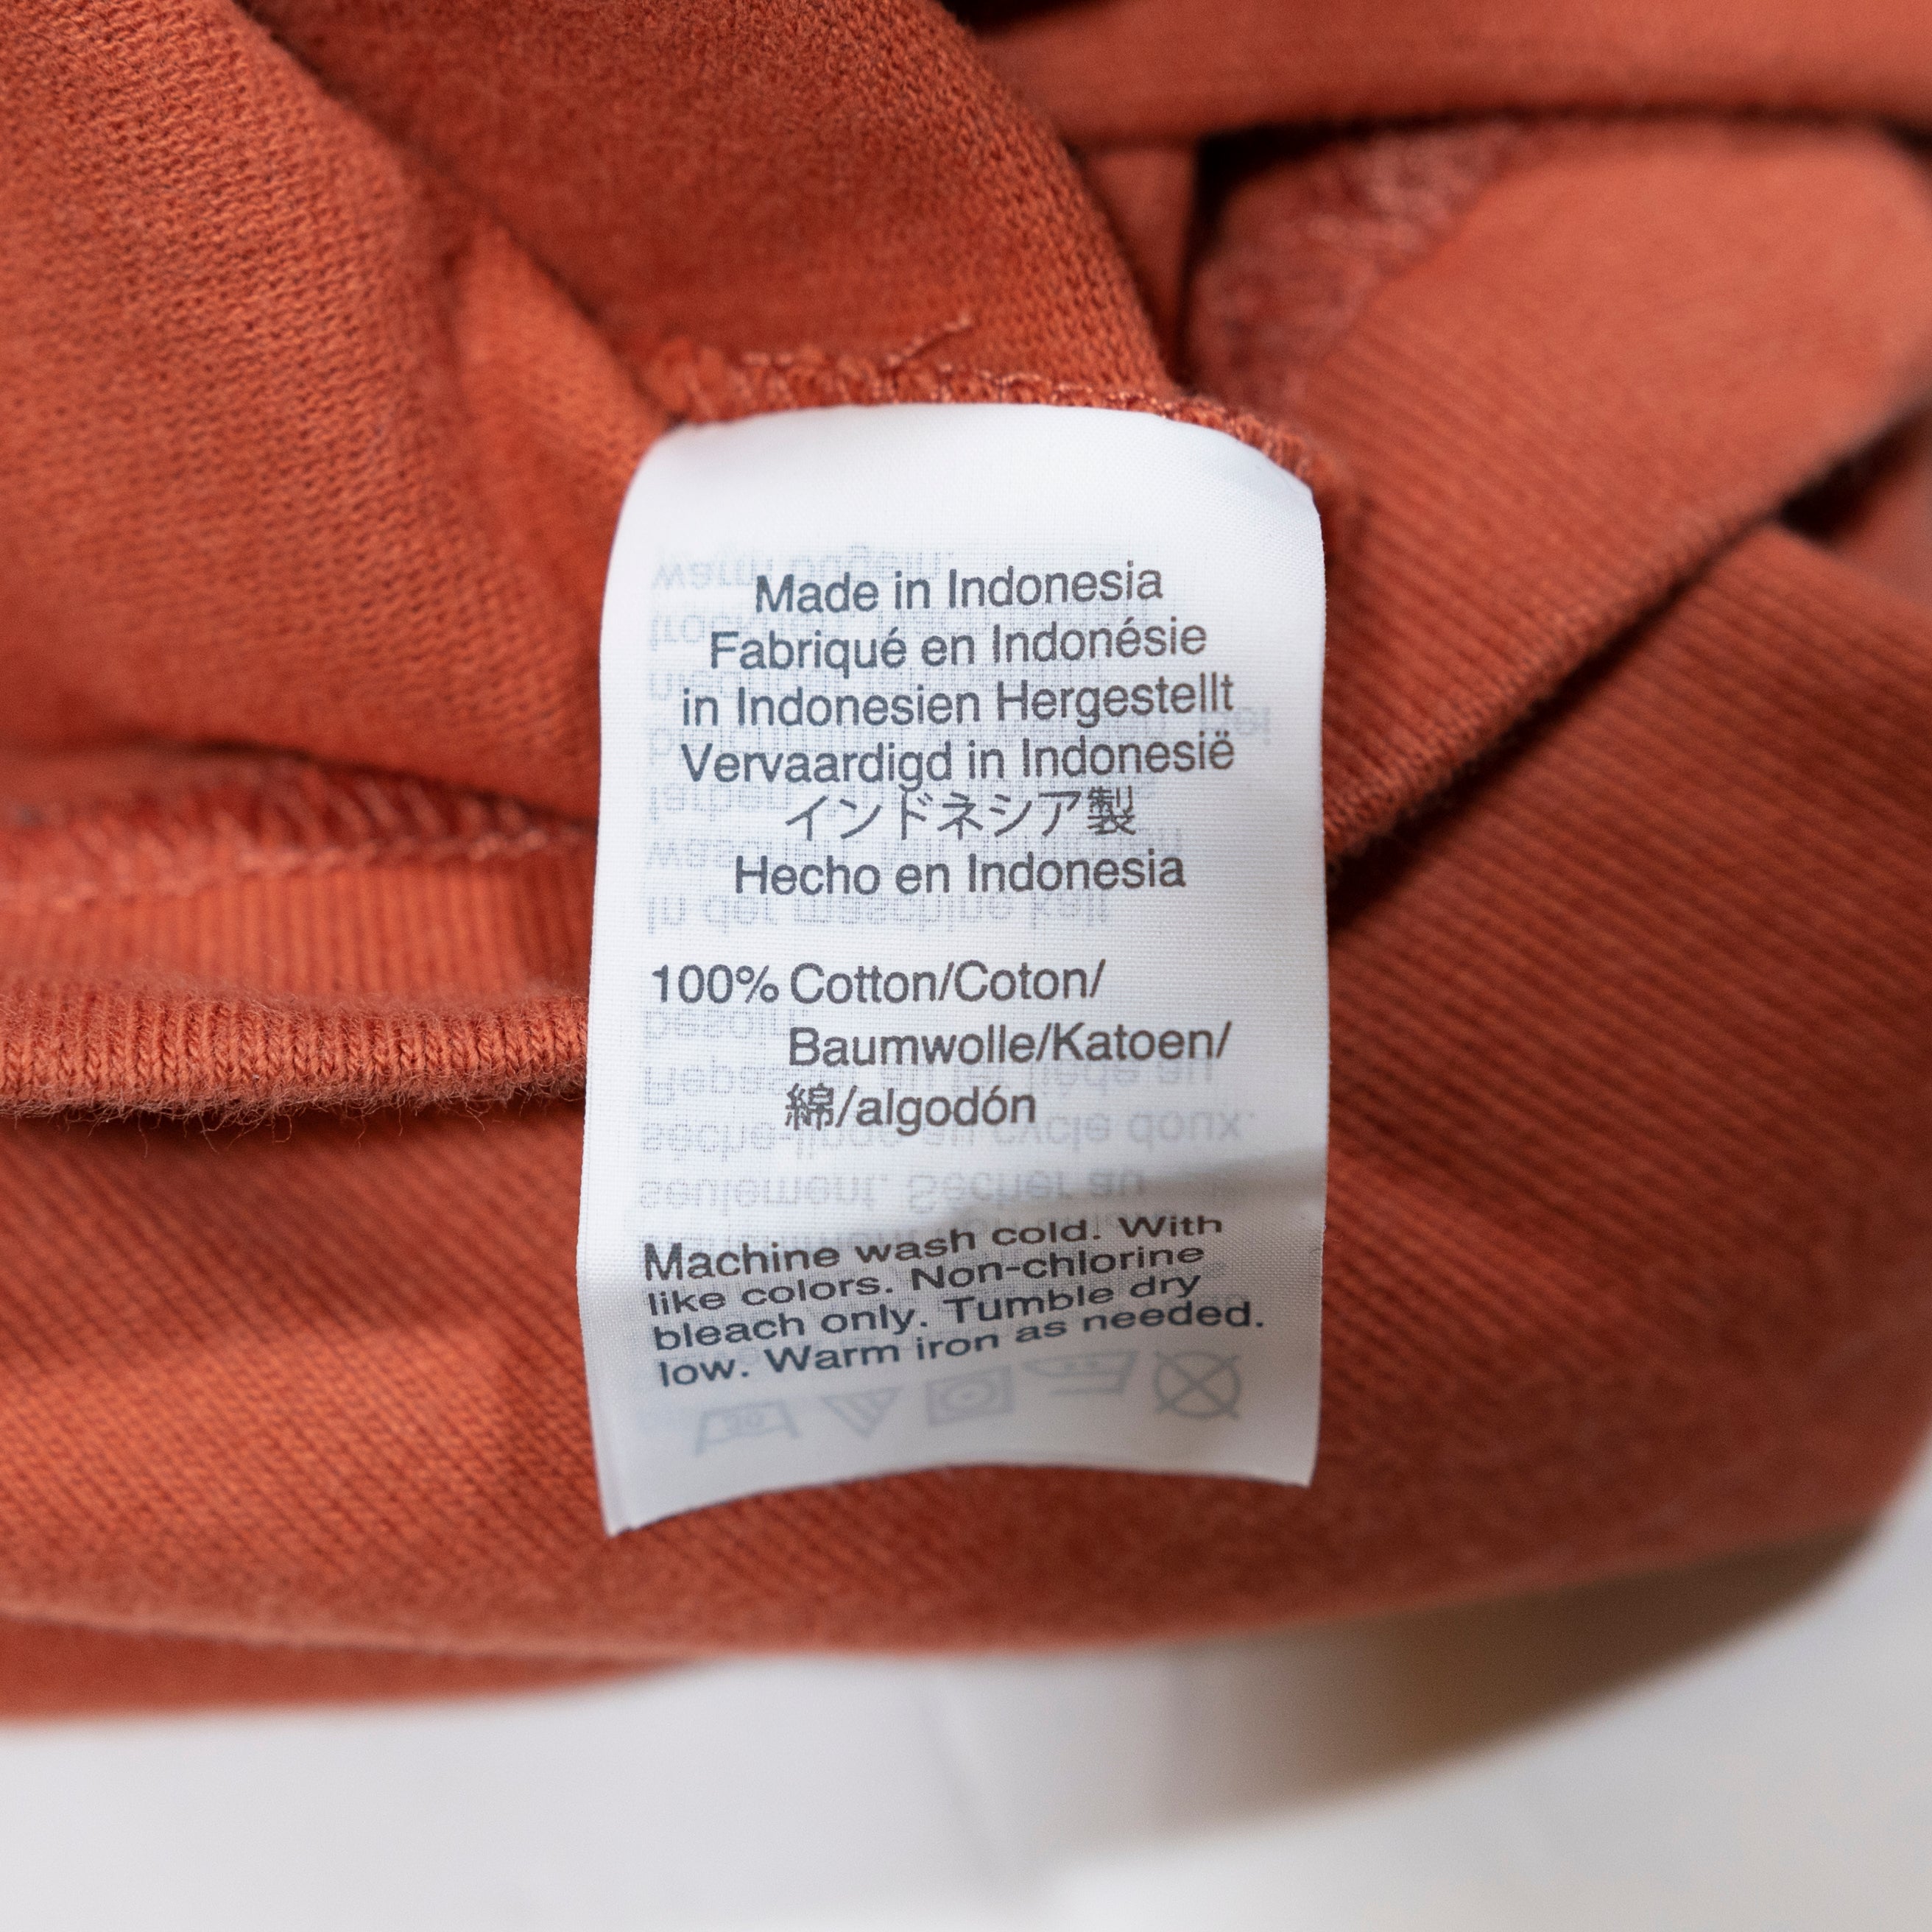 Made in Indonesia
Fabriqué en Indonésie
in Indonesien Hergestellt
Vervaardigd in Indonesië
インドネシア製
Hecho en Indonesia
100% Cotton/Coton/
Baumwolle/Katoen/
綿/algodón
Machine wash cold. With
like colors. Non-chlorine
bleach only. Tumble dry
low. Warm iron as needed.